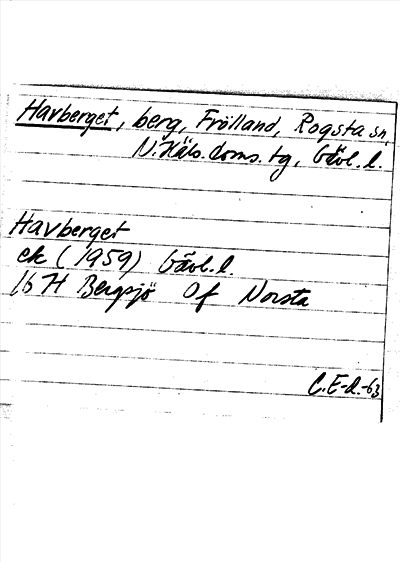 Havberget, berg, Frölland, Rogsta sn,
N.Häls.doms.tg, Gävl.l.
Havberget
ek (1959) Gävl.l.
16 H Bergsjö Of Norsta
C.E-d.-63